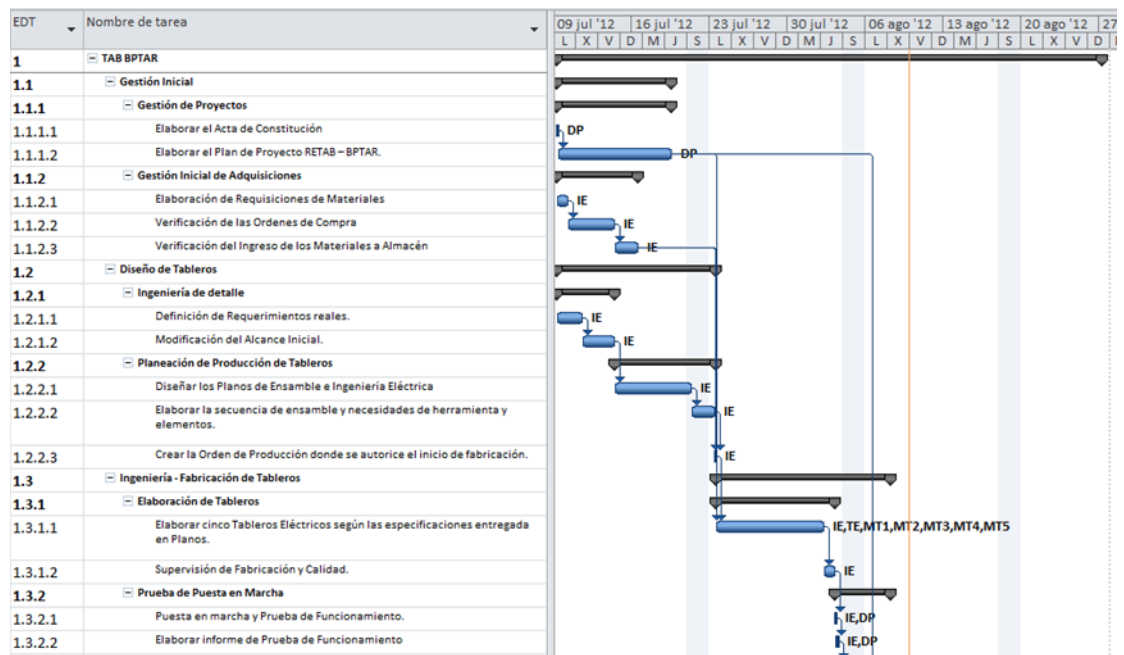 EDT Nombre de tarea 09 jul '12 16 jul '12 23 jul '12 30 jul '12 06 ago '12 13 ago '12 20 ago '12 27
L X V D M J S L X V D M J S L X V D M J S L X V D
1 TAB BPTAR
1.1 Gestión Inicial
1.1.1 Gestión de Proyectos
1.1.1.1 Elaborar el Acta de Constitución DP
1.1.1.2 Elaborar el Plan de Proyecto RETAB – BPTAR. DP
1.1.2 Gestión Inicial de Adquisiciones
1.1.2.1 Elaboración de Requisiciones de Materiales IE
1.1.2.2 Verificación de las Ordenes de Compra IE
1.1.2.3 Verificación del Ingreso de los Materiales a Almacén IE
1.2 Diseño de Tableros
1.2.1 Ingeniería de detalle
1.2.1.1 Definición de Requerimientos reales. IE
1.2.1.2 Modificación del Alcance Inicial. IE
1.2.2 Planeación de Producción de Tableros
1.2.2.1 Diseñar los Planos de Ensamble e Ingeniería Eléctrica IE
1.2.2.2 Elaborar la secuencia de ensamble y necesidades de herramienta y IE
elementos.
1.2.2.3 Crear la Orden de Producción donde se autorice el inicio de fabricación. IE
1.3 Ingeniería - Fabricación de Tableros
1.3.1 Elaboración de Tableros
1.3.1.1 Elaborar cinco Tableros Eléctricos según las especificaciones entregada IE,TE,MT1,MT2,MT3,MT4,MT5
en Planos.
1.3.1.2 Supervisión de Fabricación y Calidad. IE
1.3.2 Prueba de Puesta en Marcha
1.3.2.1 Puesta en marcha y Prueba de Funcionamiento. IE,DP
1.3.2.2 Elaborar informe de Prueba de Funcionamiento IE,DP